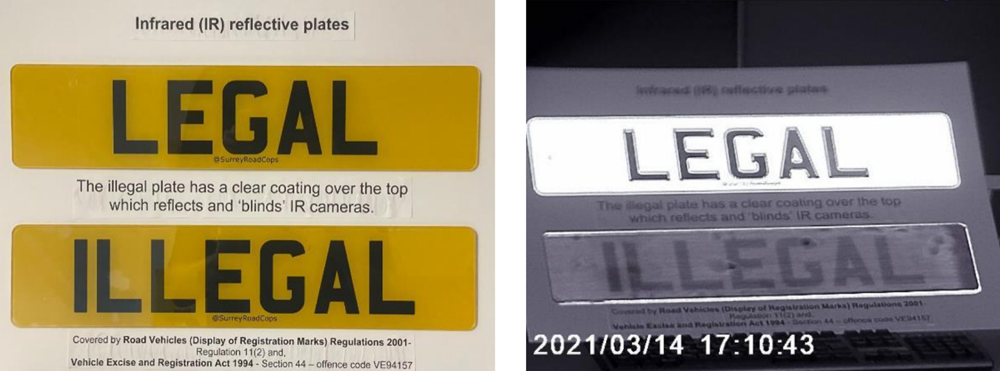 Infrared (IR) reflective plates
LEGAL
@SurreyRoadCops
The illegal plate has a clear coating over the top
which reflects and ‘blinds’ IR cameras.
ILLEGAL
@SurreyRoadCops
Covered by Road Vehicles (Display of Registration Marks) Regulations 2001-
Regulation 11(2) and,
Vehicle Excise and Registration Act 1994 - Section 44 – offence code VE94157
Infrared (IR) reflective plates
LEGAL
The illegal plate has a clear coating over the top
which reflects and ‘blinds’ IR cameras.
ILLEGAL
Covered by Road Vehicles (Display of Registration Marks) Regulations 2001-
Regulation 11(2) and,
Vehicle Excise and Registration Act 1994 - Section 44 – offence code VE94157
2021/03/14 17:10:43